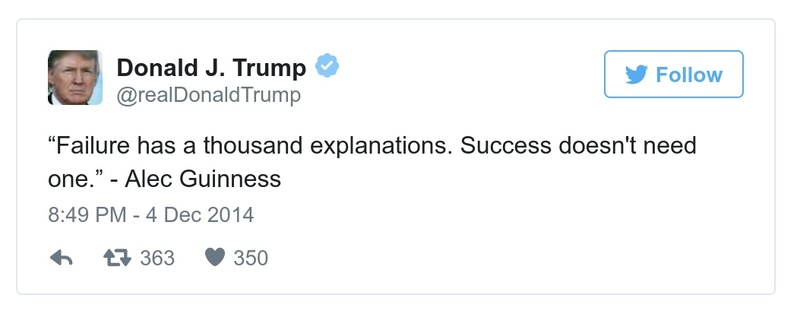 Donald J. Trump
@realDonaldTrump
Follow
“Failure has a thousand explanations. Success doesn't need
one.” - Alec Guinness
8:49 PM - 4 Dec 2014
363 350